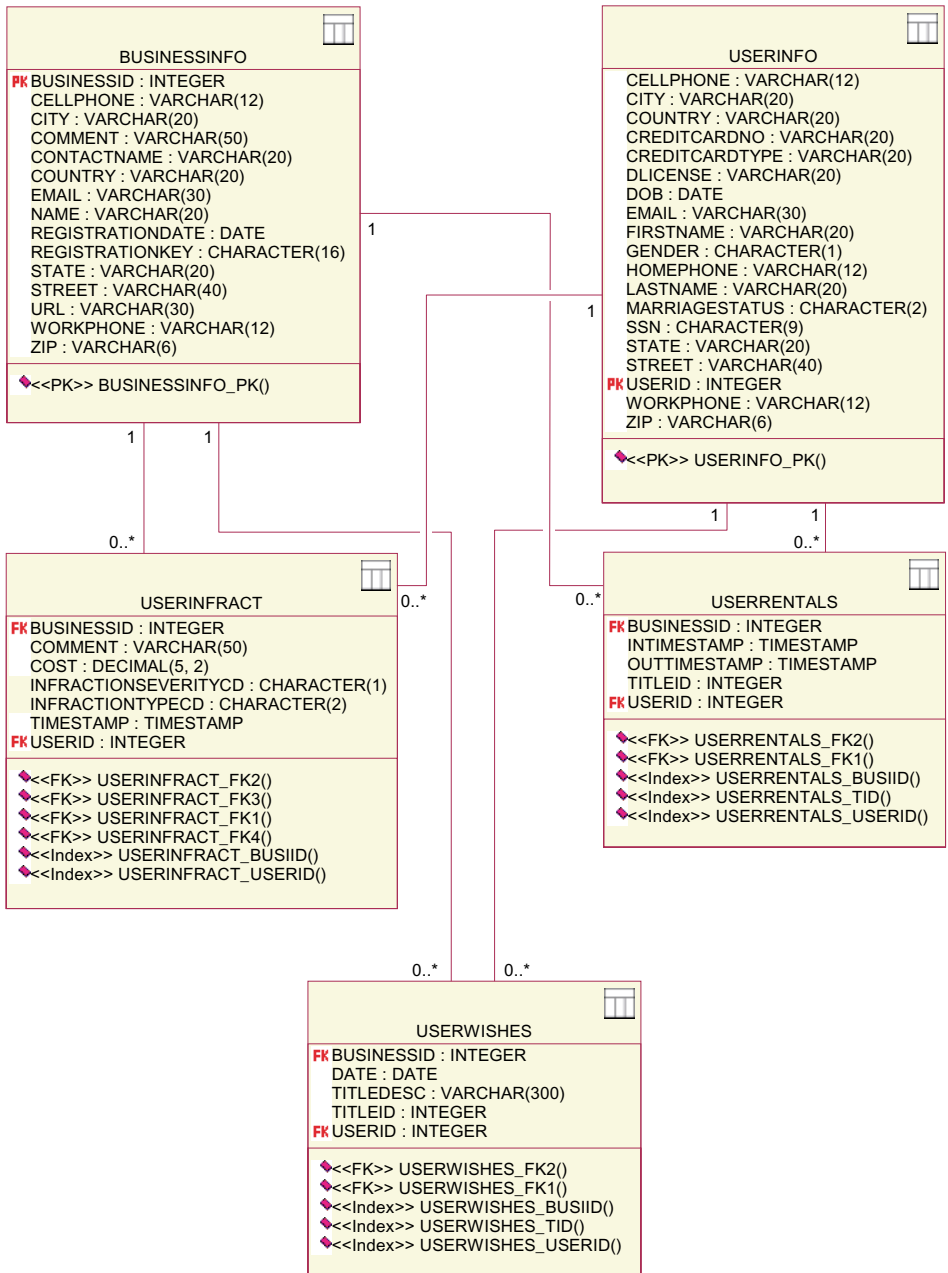 BUSINESSINFO
PK BUSINESSID : INTEGER
CELLPHONE : VARCHAR(12)
CITY : VARCHAR(20)
COMMENT : VARCHAR(50)
CONTACTNAME : VARCHAR(20)
COUNTRY : VARCHAR(20)
EMAIL : VARCHAR(30)
NAME : VARCHAR(20)
REGISTRATIONDATE : DATE
REGISTRATIONKEY : CHARACTER(16)
STATE : VARCHAR(20)
STREET : VARCHAR(40)
URL : VARCHAR(30)
WORKPHONE : VARCHAR(12)
ZIP : VARCHAR(6)
<<PK>> BUSINESSINFO_PK()
USERINFO
CELLPHONE : VARCHAR(12)
CITY : VARCHAR(20)
COUNTRY : VARCHAR(20)
CREDITCARDNO : VARCHAR(20)
CREDITCARDTYPE : VARCHAR(20)
DLICENSE : VARCHAR(20)
DOB : DATE
EMAIL : VARCHAR(30)
FIRSTNAME : VARCHAR(20)
GENDER : CHARACTER(1)
HOMEPHONE : VARCHAR(12)
LASTNAME : VARCHAR(20)
MARRIAGESTATUS : CHARACTER(2)
SSN : CHARACTER(9)
STATE : VARCHAR(20)
STREET : VARCHAR(40)
PK USERID : INTEGER
WORKPHONE : VARCHAR(12)
ZIP : VARCHAR(6)
<<PK>> USERINFO_PK()
1
1
1
1
1
1
0..*
0..*
0..*
0..*
USERINFRACT
FK BUSINESSID : INTEGER
COMMENT : VARCHAR(50)
COST : DECIMAL(5, 2)
INFRACTIONSEVERITYCD : CHARACTER(1)
INFRACTIONTYPECD : CHARACTER(2)
TIMESTAMP : TIMESTAMP
FK USERID : INTEGER
<<FK>> USERINFRACT_FK2()
<<FK>> USERINFRACT_FK3()
<<FK>> USERINFRACT_FK1()
<<FK>> USERINFRACT_FK4()
<<Index>> USERINFRACT_BUSIID()
<<Index>> USERINFRACT_USERID()
USERRENTALS
FK BUSINESSID : INTEGER
INTIMESTAMP : TIMESTAMP
OUTTIMESTAMP : TIMESTAMP
TITLEID : INTEGER
FK USERID : INTEGER
<<FK>> USERRENTALS_FK2()
<<FK>> USERRENTALS_FK1()
<<Index>> USERRENTALS_BUSIID()
<<Index>> USERRENTALS_TID()
<<Index>> USERRENTALS_USERID()
0..*
0..*
USERWISHES
FK BUSINESSID : INTEGER
DATE : DATE
TITLEDESC : VARCHAR(300)
TITLEID : INTEGER
FK USERID : INTEGER
<<FK>> USERWISHES_FK2()
<<FK>> USERWISHES_FK1()
<<Index>> USERWISHES_BUSIID()
<<Index>> USERWISHES_TID()
<<Index>> USERWISHES_USERID()